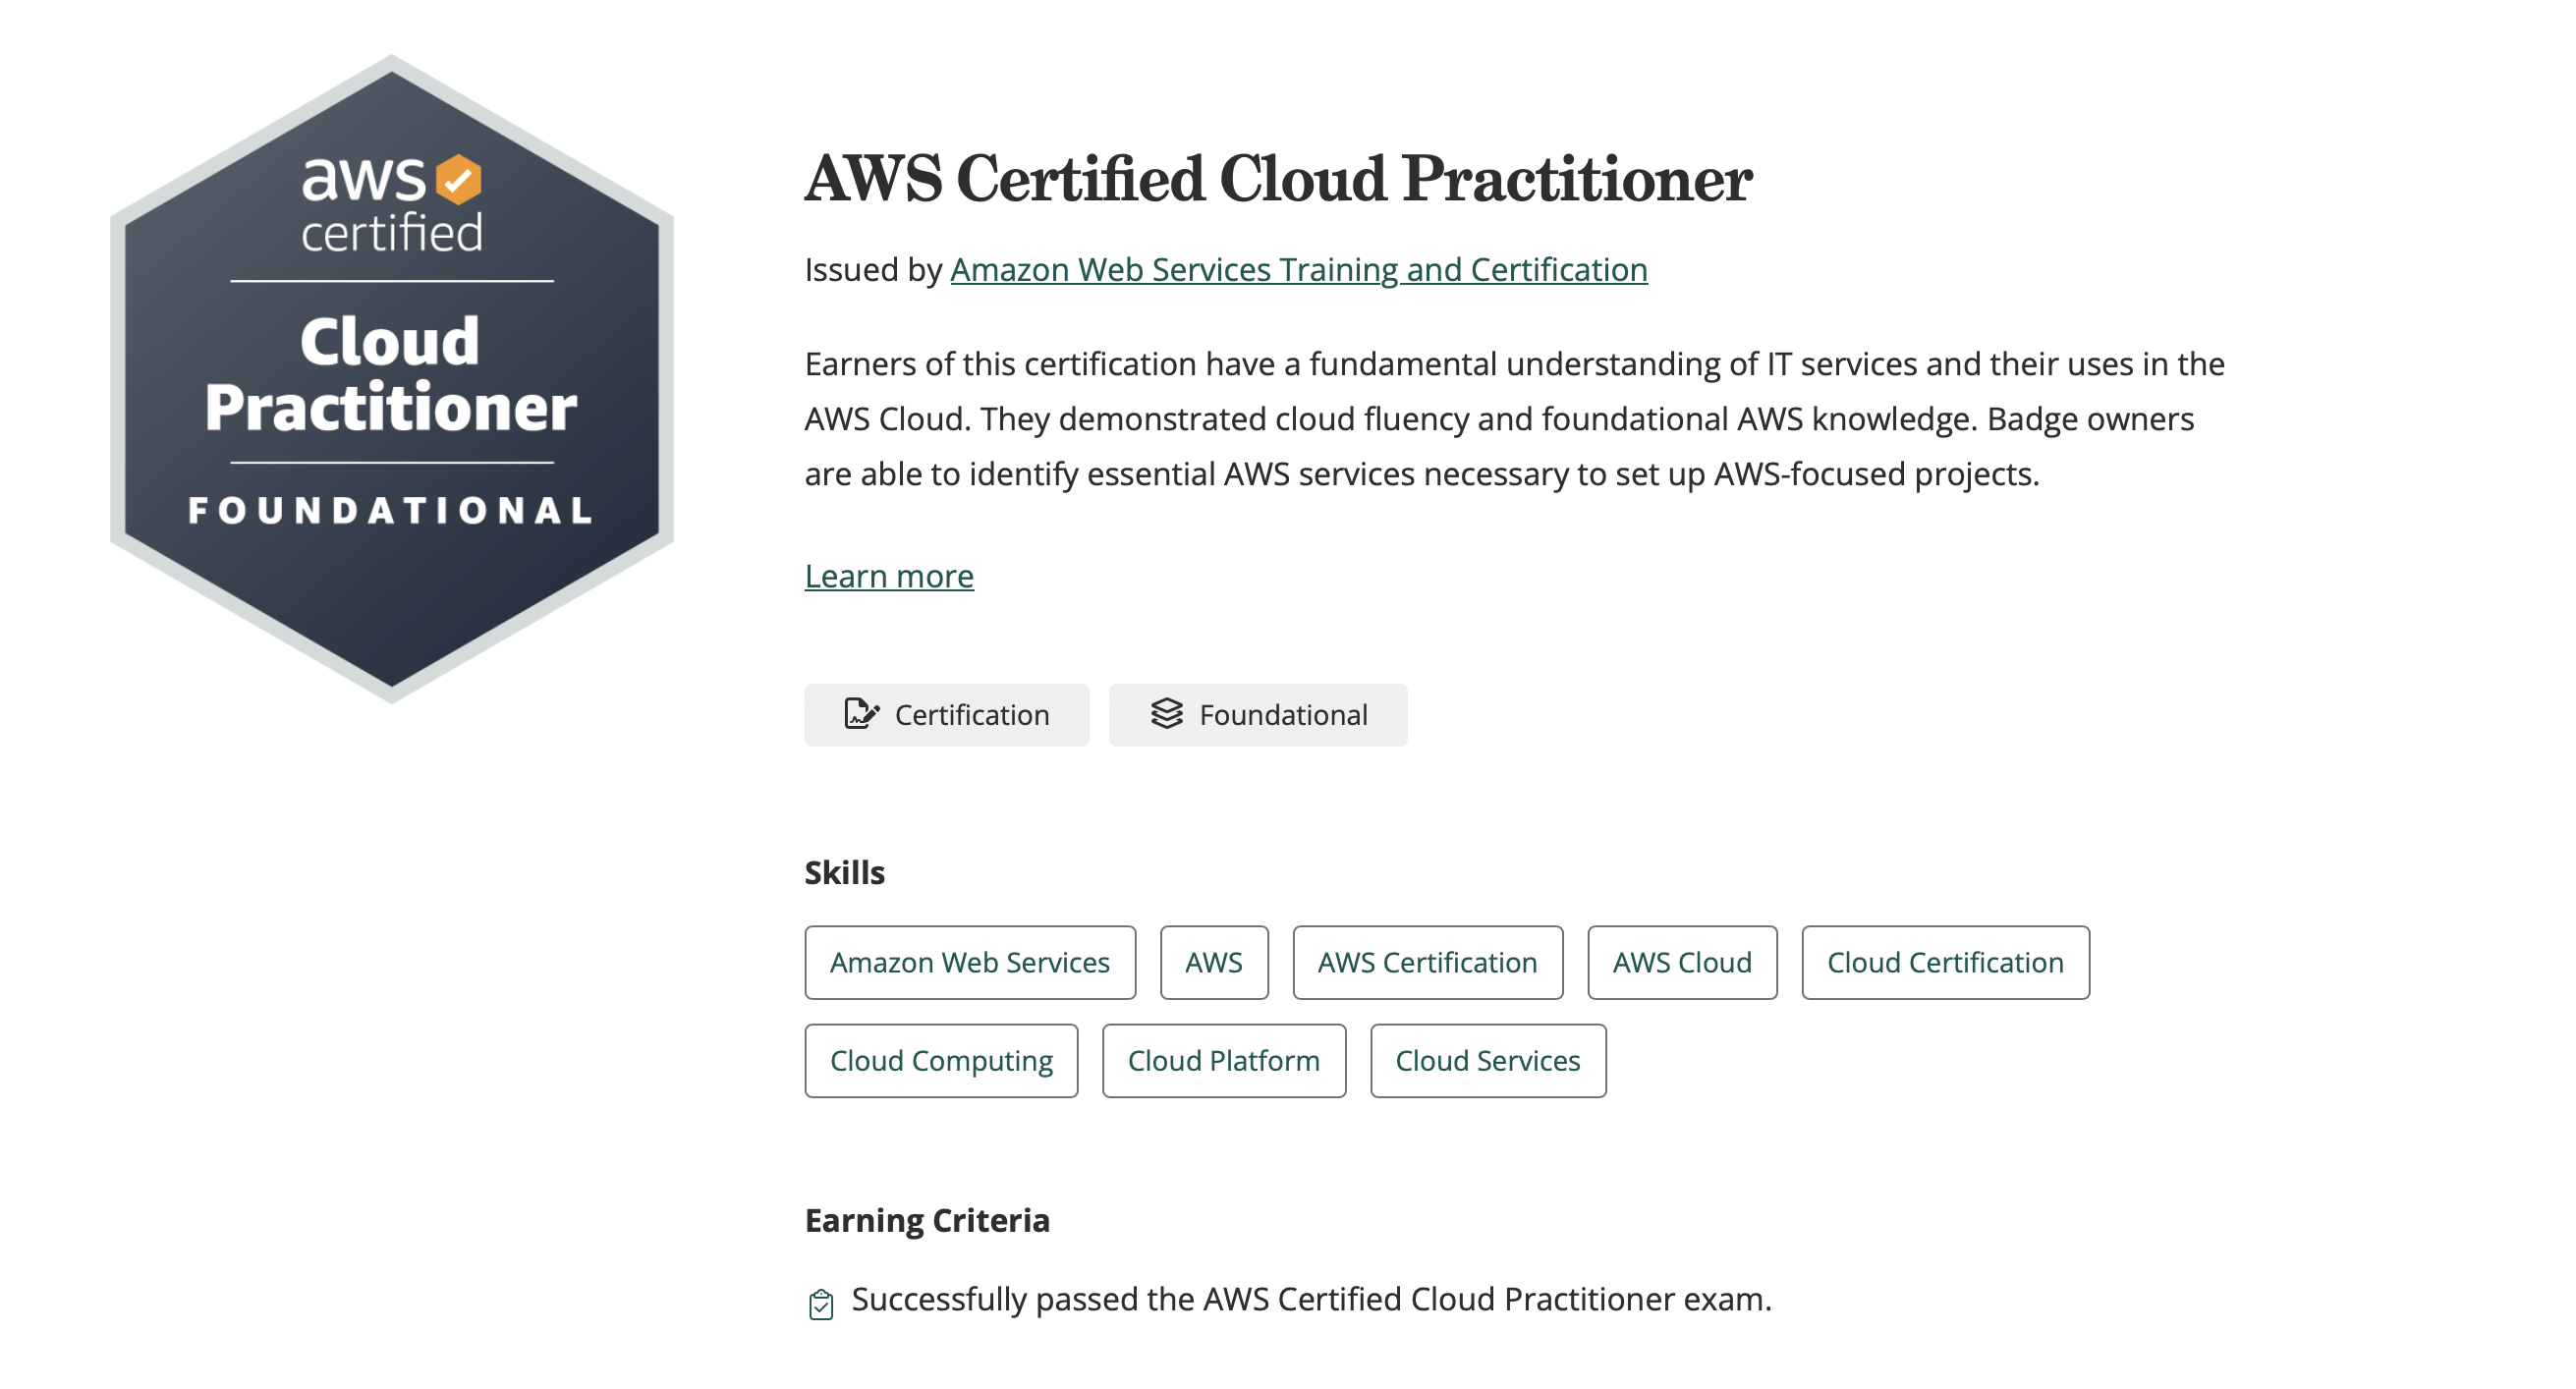 aws
certified
Cloud
Practitioner
FOUNDATIONAL
AWS Certified Cloud Practitioner
Issued by Amazon Web Services Training and Certification
Earners of this certification have a fundamental understanding of IT services and their uses in the
AWS Cloud. They demonstrated cloud fluency and foundational AWS knowledge. Badge owners
are able to identify essential AWS services necessary to set up AWS-focused projects.
Learn more
Certification Foundational
Skills
Amazon Web Services AWS AWS Certification AWS Cloud Cloud Certification
Cloud Computing Cloud Platform Cloud Services
Earning Criteria
Successfully passed the AWS Certified Cloud Practitioner exam.